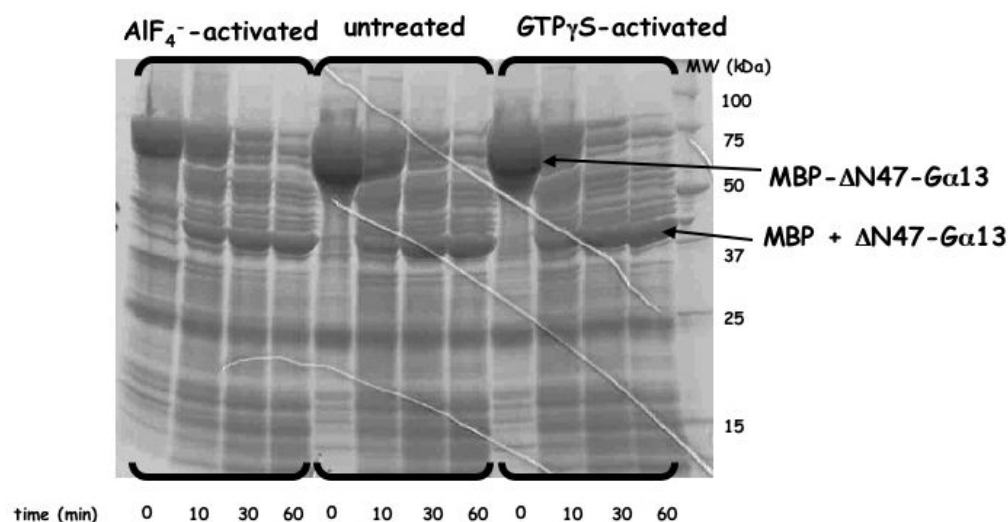 AlF₄⁻-activated untreated GTPγS-activated
MW (kDa)
100
75
MBP-ΔN47-Gα13
50
MBP + ΔN47-Gα13
37
25
15
time (min) 0 10 30 60 0 10 30 60 0 10 30 60